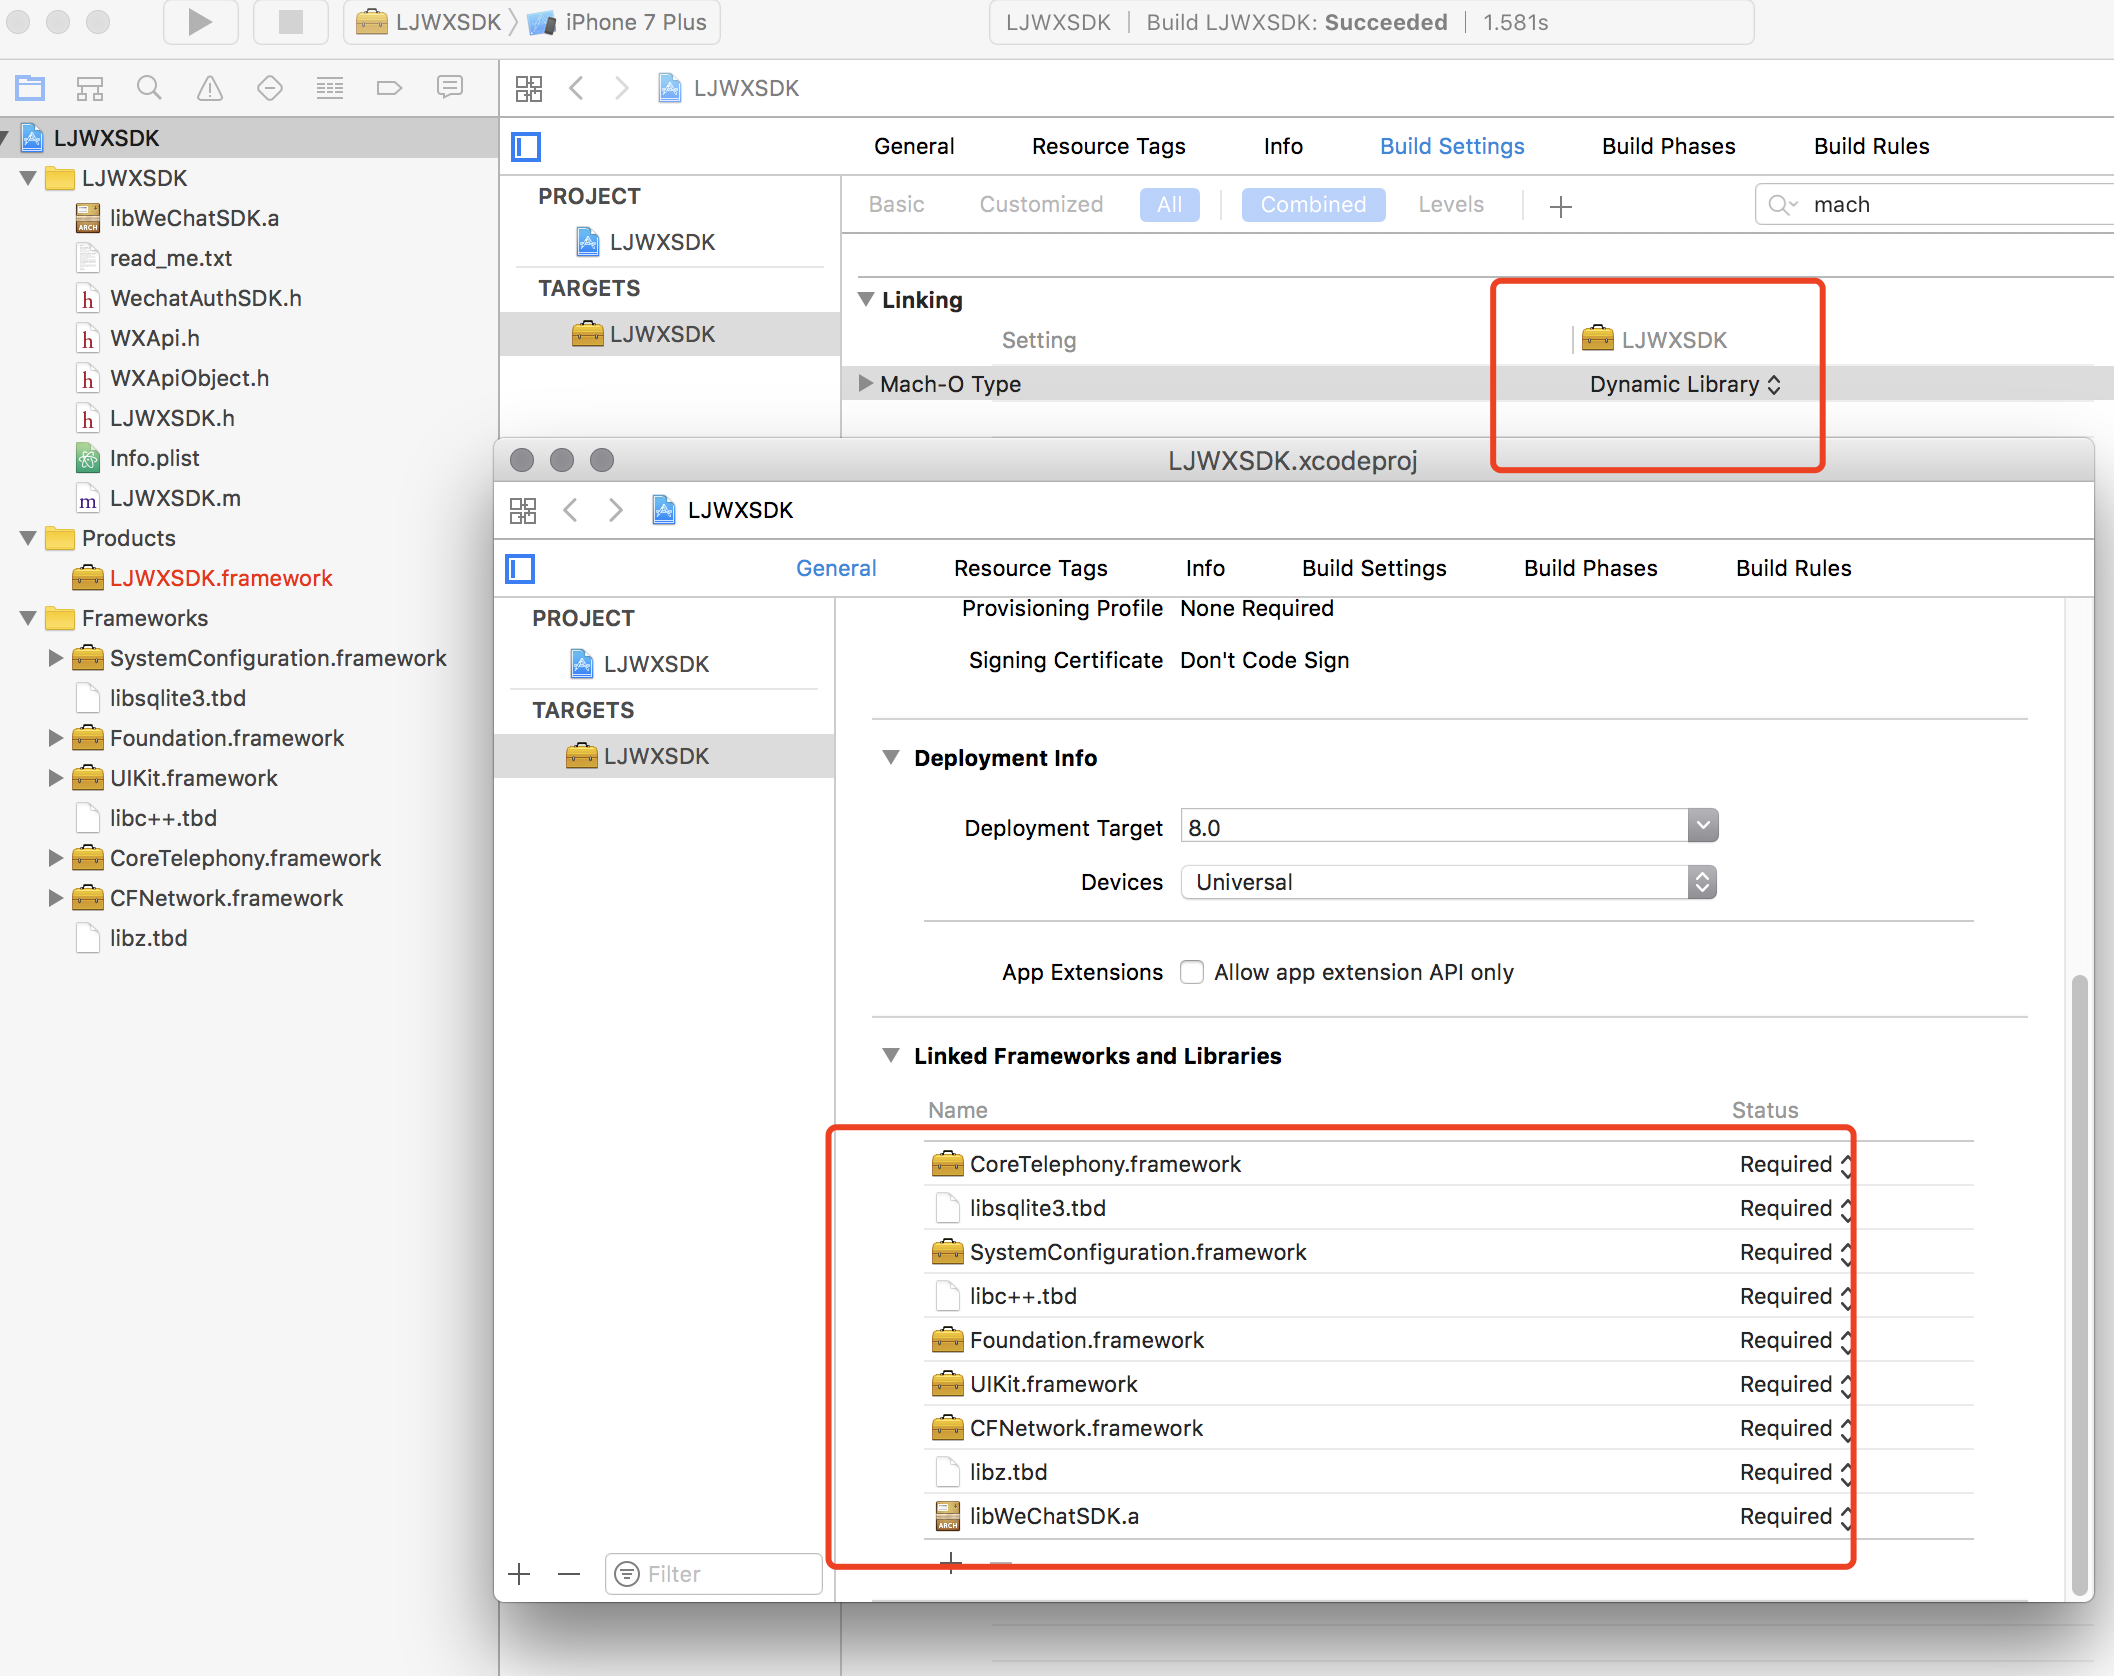 LJWXSDK iPhone 7 Plus
LJWXSDK Build LJWXSDK: Succeeded 1.581s
LJWXSDK
LJWXSDK
libWeChatSDK.a
ARCH
read_me.txt
WechatAuthSDK.h
WXApi.h
WXApiObject.h
LJWXSDK.h
Info.plist
LJWXSDK.m
Products
LJWXSDK.framework
Frameworks
SystemConfiguration.framework
libsqlite3.tbd
Foundation.framework
UIKit.framework
libc++.tbd
CoreTelephony.framework
CFNetwork.framework
libz.tbd
LJWXSDK
General Resource Tags Info Build Settings Build Phases Build Rules
PROJECT
LJWXSDK
TARGETS
LJWXSDK
Basic Customized All Combined Levels + mach
Linking
Setting LJWXSDK
Mach-O Type Dynamic Library
LJWXSDK.xcodeproj
LJWXSDK
General Resource Tags Info Build Settings Build Phases Build Rules
PROJECT
LJWXSDK
TARGETS
LJWXSDK
Provisioning Profile None Required
Signing Certificate Don't Code Sign
Deployment Info
Deployment Target 8.0
Devices Universal
App Extensions Allow app extension API only
Linked Frameworks and Libraries
Name Status
CoreTelephony.framework Required
libsqlite3.tbd Required
SystemConfiguration.framework Required
libc++.tbd Required
Foundation.framework Required
UIKit.framework Required
CFNetwork.framework Required
libz.tbd Required
libWeChatSDK.a Required
ARCH
Filter